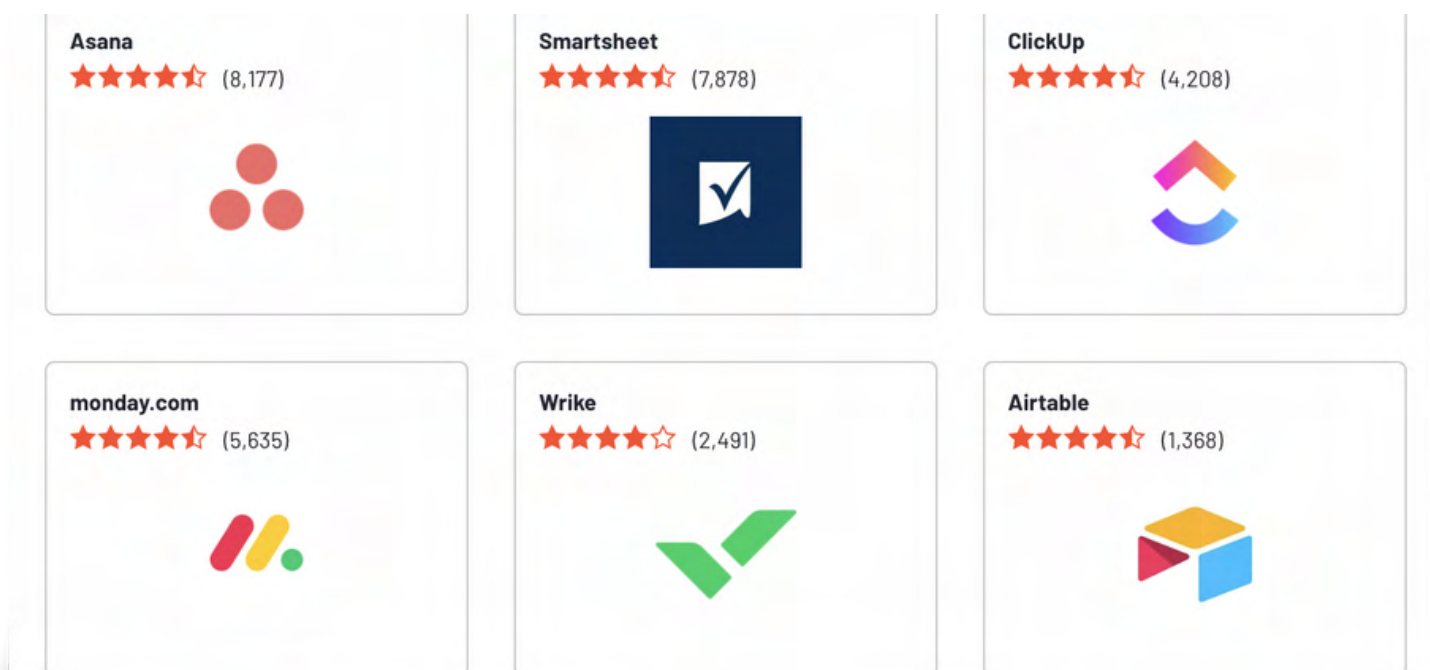 Asana
(8,177)
Smartsheet
(7,878)
ClickUp
(4,208)
monday.com
(5,635)
Wrike
(2,491)
Airtable
(1,368)